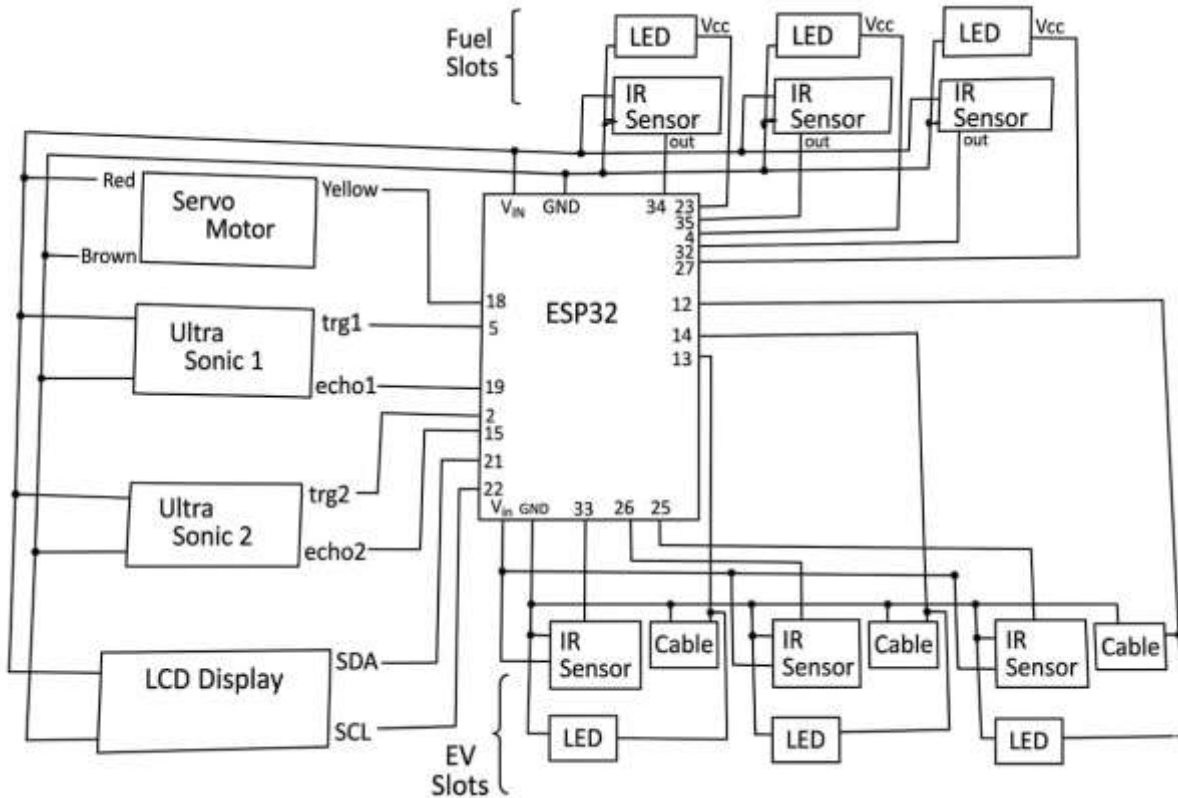 Fuel
Slots
LED
Vcc
LED
Vcc
LED
Vcc
IR
Sensor
out
IR
Sensor
out
IR
Sensor
out
Red
Brown
Servo
Motor
Yellow
VIN
GND
34
23
35
4
32
27
12
14
13
ESP32
18
5
19
2
15
21
22
Vin
GND
33
26
25
Ultra
Sonic 1
trg1
echo1
Ultra
Sonic 2
trg2
echo2
LCD Display
SDA
SCL
IR
Sensor
Cable
IR
Sensor
Cable
IR
Sensor
Cable
LED
LED
LED
EV
Slots